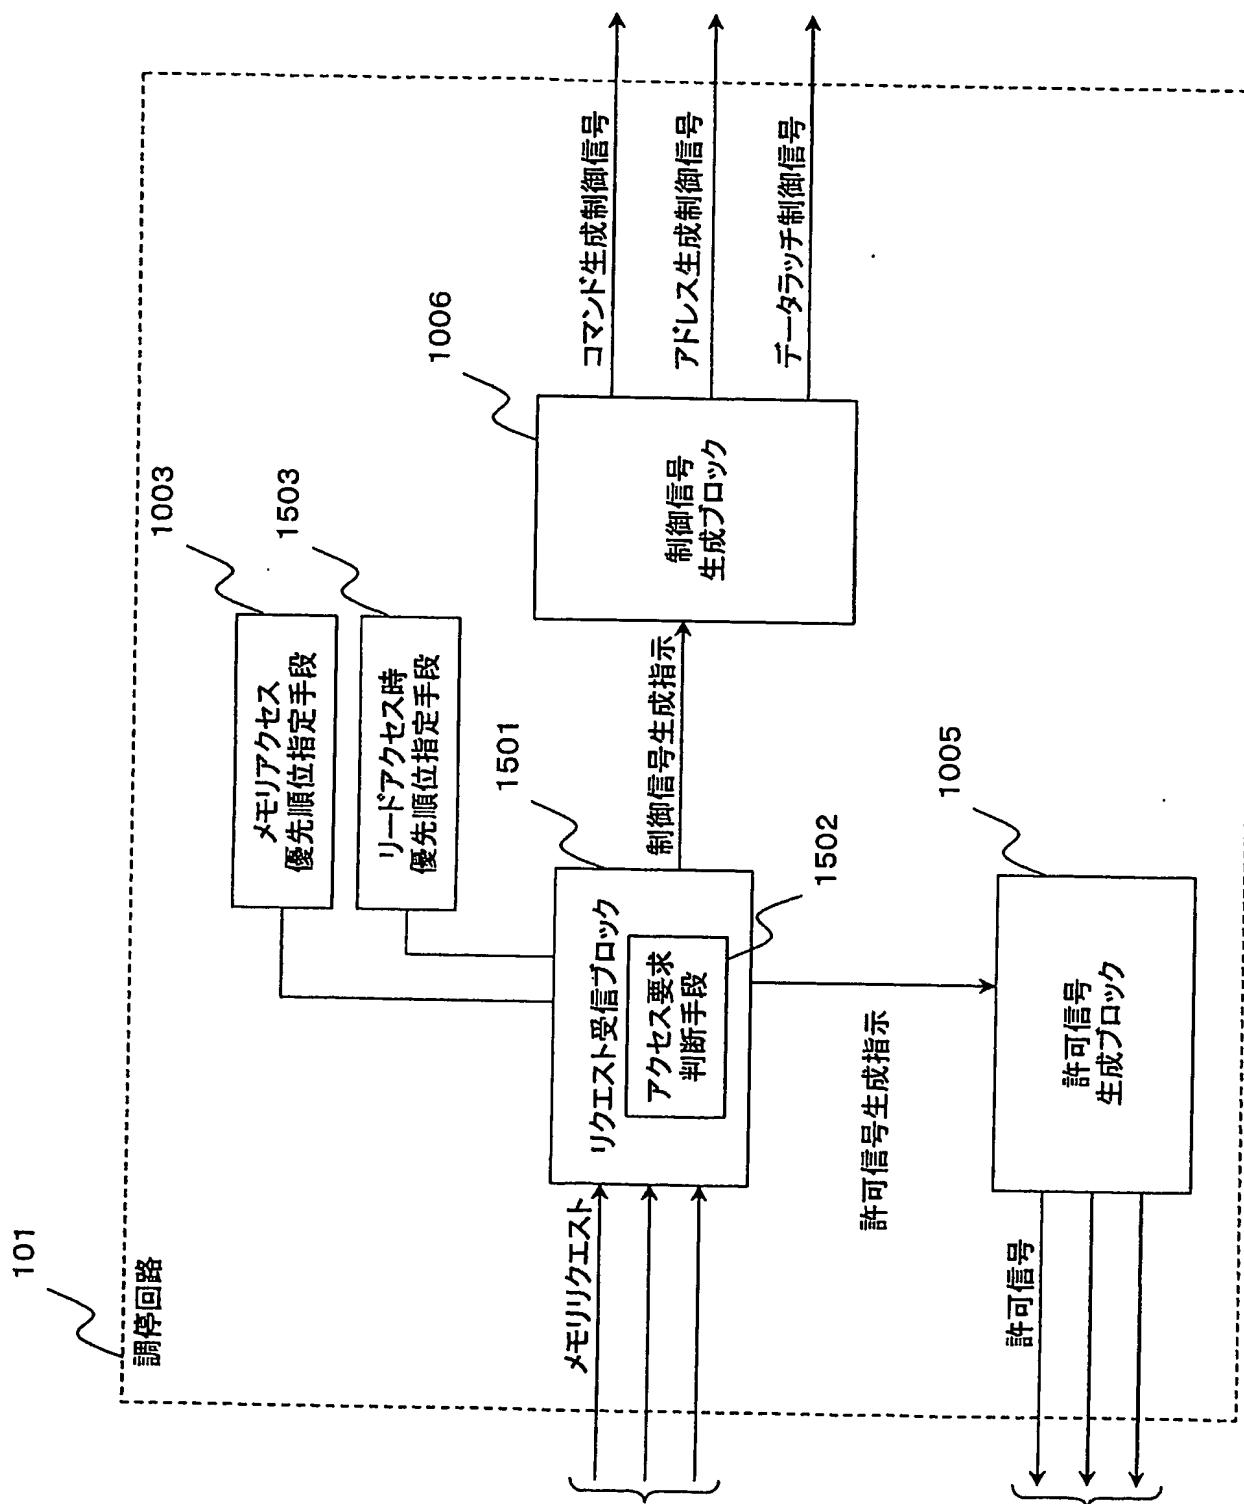 101
調停回路
メモリアクセス
優先順位指定手段
1003
リードアクセス時
優先順位指定手段
1503
メモリリクエスト
リクエスト受信ブロック
1501
アクセス要求
判断手段
1502
制御信号生成指示
制御信号
生成ブロック
1006
コマンド生成制御信号
アドレス生成制御信号
データラッチ制御信号
許可信号生成指示
許可信号
生成ブロック
1005
許可信号